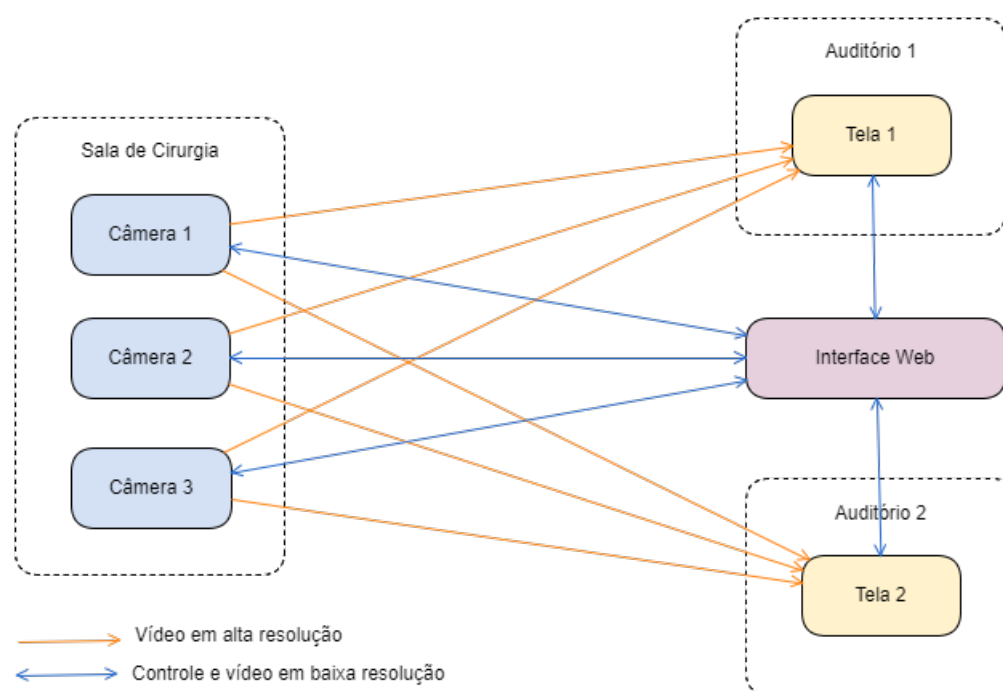 Auditório 1
Tela 1
Sala de Cirurgia
Câmera 1
Câmera 2
Câmera 3
Interface Web
Auditório 2
Tela 2
Vídeo em alta resolução
Controle e vídeo em baixa resolução